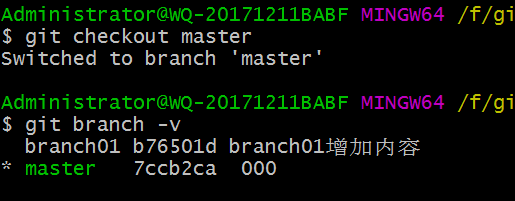 Administrator@WQ-20171211BABF MINGW64 /f/gi
$ git checkout master
Switched to branch 'master'
Administrator@WQ-20171211BABF MINGW64 /f/gi
$ git branch -v
branch01 b76501d branch01增加内容
* master 7ccb2ca 000